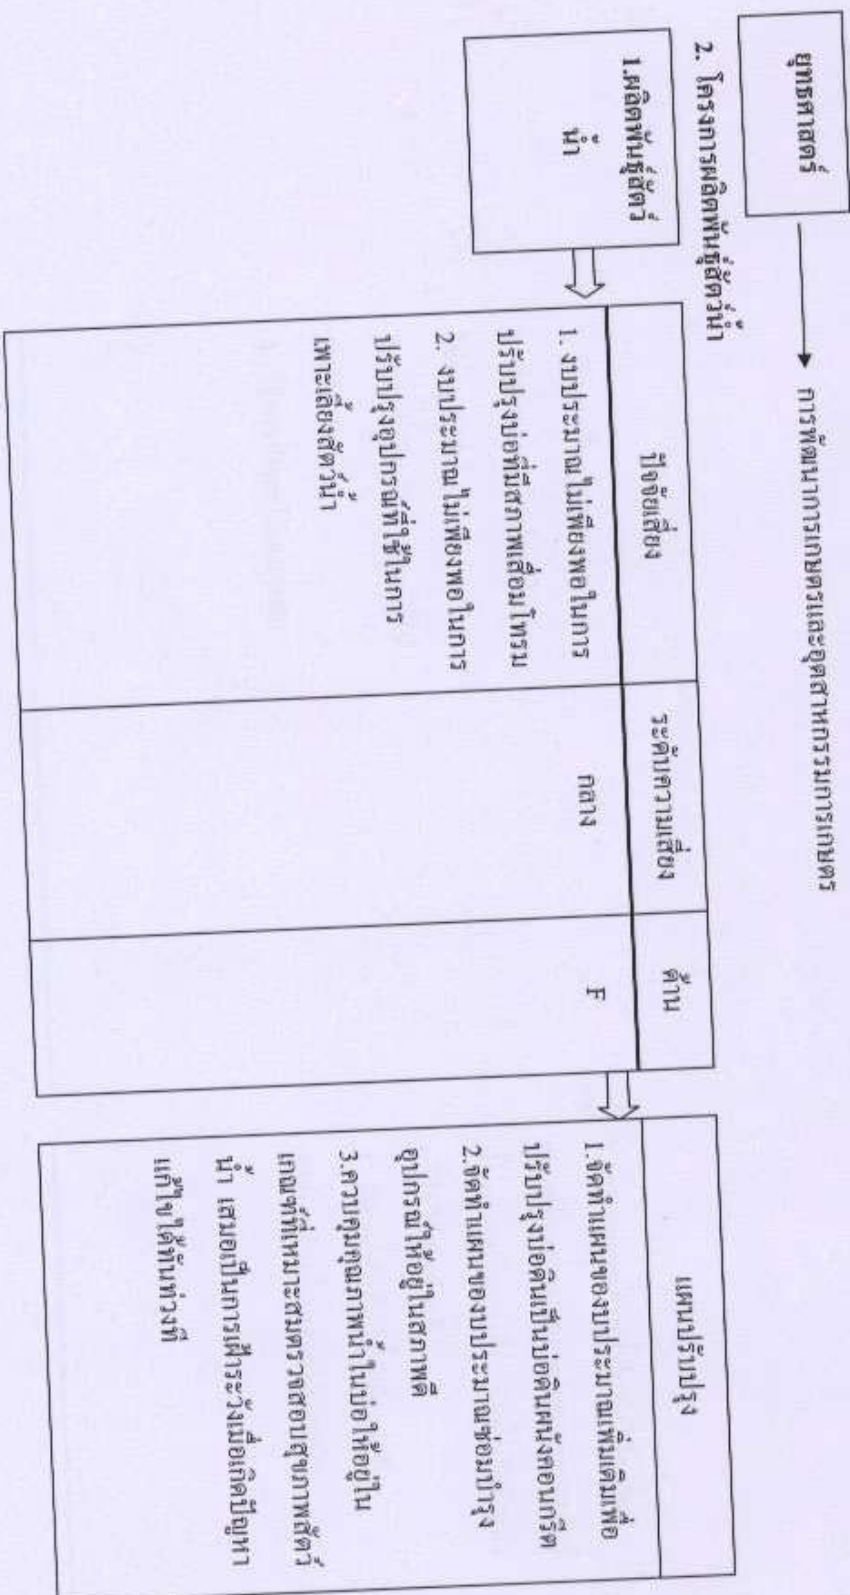 ยุทธศาสตร์
การพัฒนาการเกษตรและอุตสาหกรรมการเกษตร
2. โครงการผลิตพันธุ์สัตว์น้ำ
1.ผลิตพันธุ์สัตว์
น้ำ
ปัจจัยเสี่ยง
ระดับความเสี่ยง
ด้าน
1. งบประมาณไม่เพียงพอในการ
ปรับปรุงบ่อที่มีสภาพเสื่อมโทรม
2. งบประมาณไม่เพียงพอในการ
ปรับปรุงอุปกรณ์ที่ใช้ในการ
เพาะเลี้ยงสัตว์น้ำ
กลาง
F
แผนปรับปรุง
1.จัดทำแผนของบประมาณเพิ่มเติมเพื่อ
ปรับปรุงบ่อดินเป็นบ่อดินผนังคอนกรีต
2.จัดทำแผนของบประมาณซ่อมบำรุง
อุปกรณ์ให้อยู่ในสภาพดี
3.ควบคุมคุณภาพน้ำในบ่อให้อยู่ใน
เกณฑ์ที่เหมาะสมตรวจสอบสุขภาพสัตว์
น้ำ เสมอเป็นการเฝ้าระวังเมื่อเกิดปัญหา
แก้ไขได้ทันท่วงที